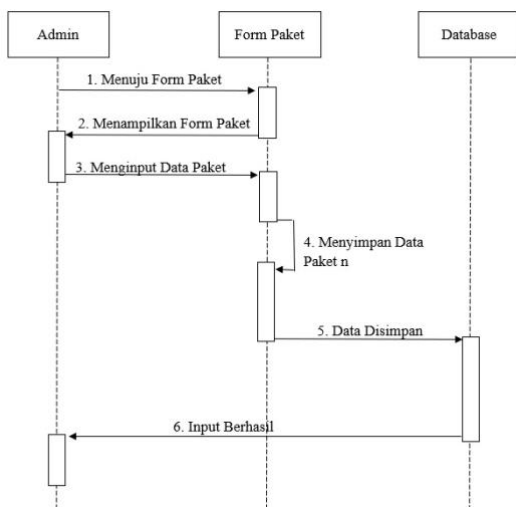 Admin
Form Paket
Database
1. Menuju Form Paket
2. Menampilkan Form Paket
3. Menginput Data Paket
4. Menyimpan Data
Paket n
5. Data Disimpan
6. Input Berhasil